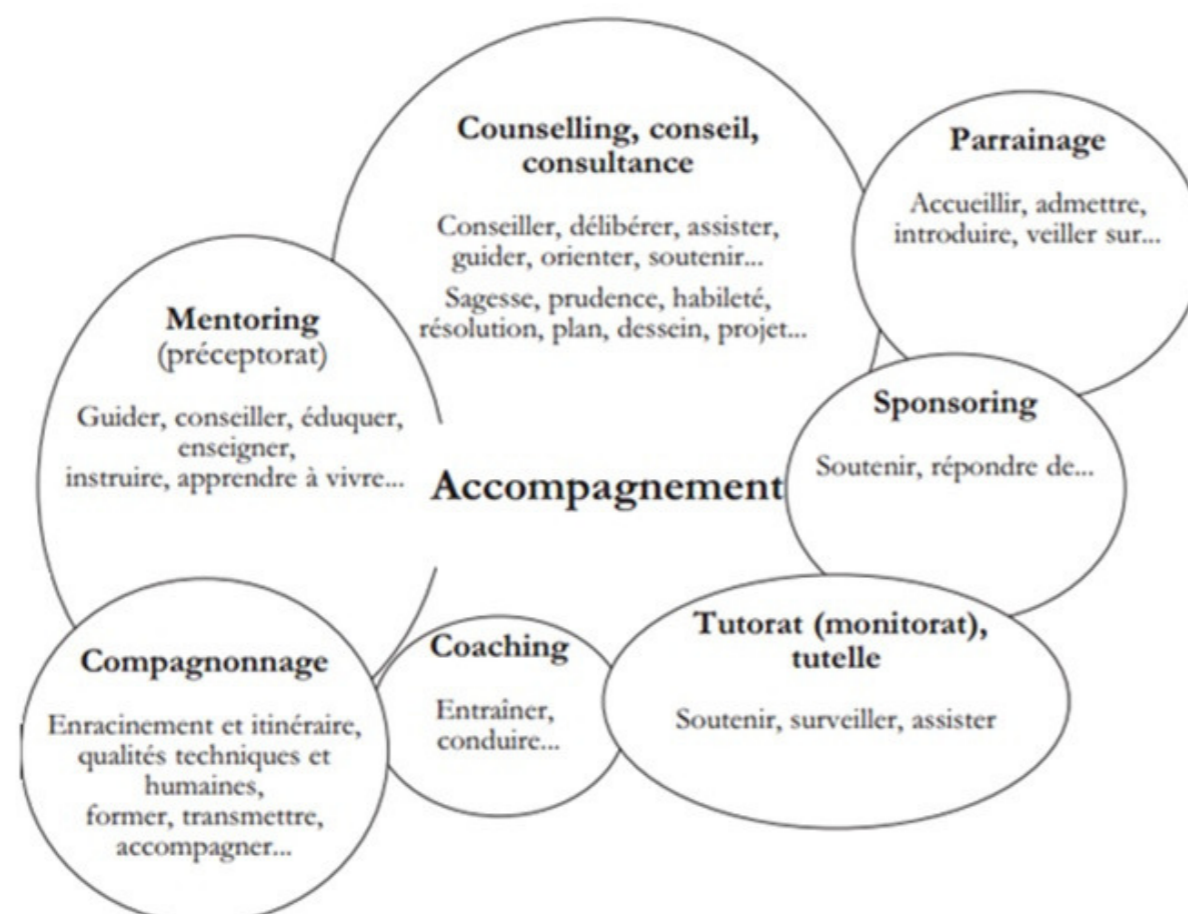 Counselling, conseil,
consultance
Conseiller, délibérer, assister,
guider, orienter, soutenir...
Sagesse, prudence, habileté,
résolution, plan, dessein, projet...
Parrainage
Accueillir, admettre,
introduire, veiller sur...
Mentoring
(préceptorat)
Guider, conseiller, éduquer,
enseigner,
instruire, apprendre à vivre...
Accompagnement
Sponsoring
Soutenir, répondre de...
Compagnonnage
Enracinement et itinéraire,
qualités techniques et
humaines,
former, transmettre,
accompagner...
Coaching
Entraîner,
conduire...
Tutorat (monitorat),
tutelle
Soutenir, surveiller, assister